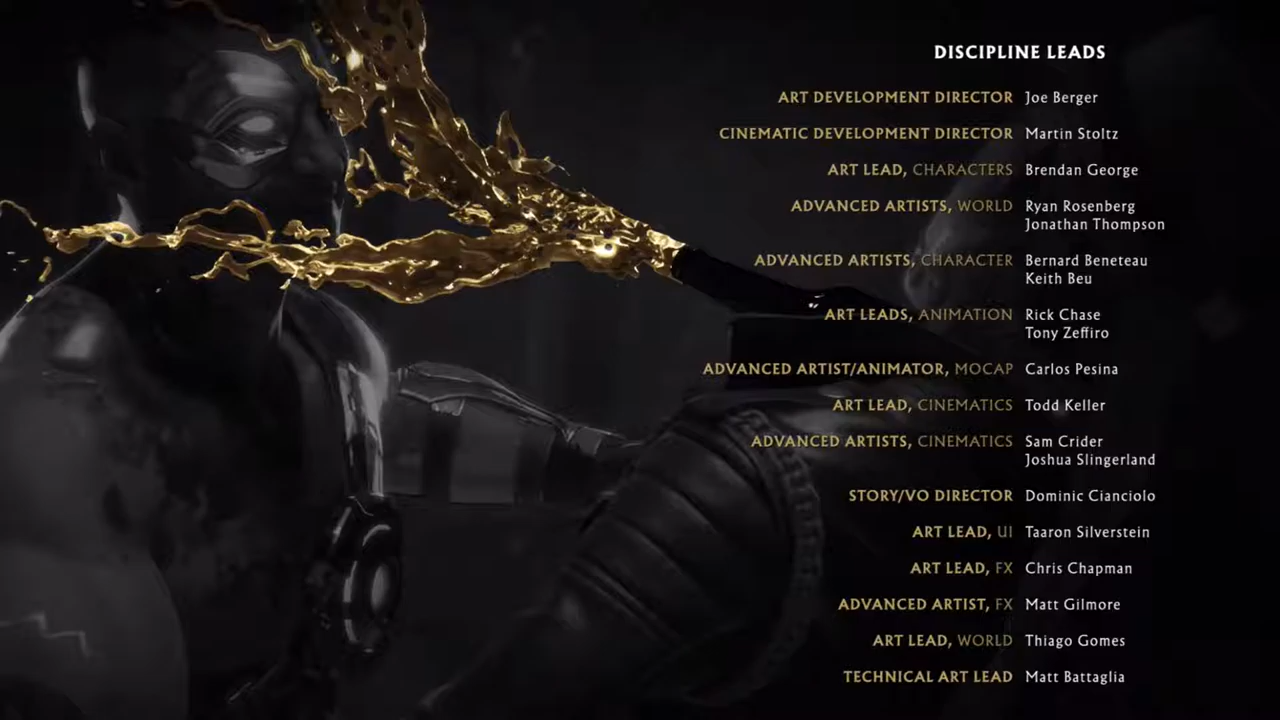 DISCIPLINE LEADS
ART DEVELOPMENT DIRECTOR Joe Berger
CINEMATIC DEVELOPMENT DIRECTOR Martin Stoltz
ART LEAD, CHARACTERS Brendan George
ADVANCED ARTISTS, WORLD Ryan Rosenberg
Jonathan Thompson
ADVANCED ARTISTS, CHARACTER Bernard Beneteau
Keith Beu
ART LEADS, ANIMATION Rick Chase
Tony Zeffiro
ADVANCED ARTIST/ANIMATOR, MOCAP Carlos Pesina
ART LEAD, CINEMATICS Todd Keller
ADVANCED ARTISTS, CINEMATICS Sam Crider
Joshua Slingerland
STORY/VO DIRECTOR Dominic Cianciolo
ART LEAD, UI Taaron Silverstein
ART LEAD, FX Chris Chapman
ADVANCED ARTIST, FX Matt Gilmore
ART LEAD, WORLD Thiago Gomes
TECHNICAL ART LEAD Matt Battaglia